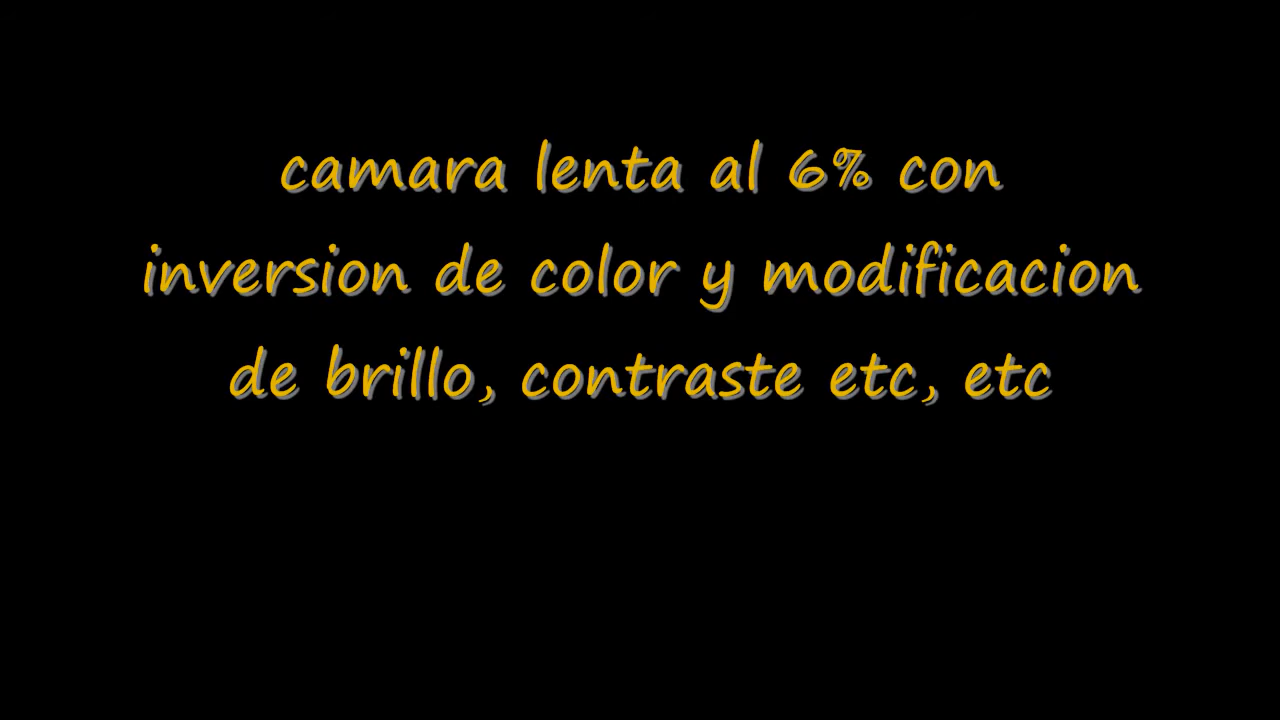 camara lenta al 6% con
inversion de color y modificacion
de brillo, contraste etc, etc